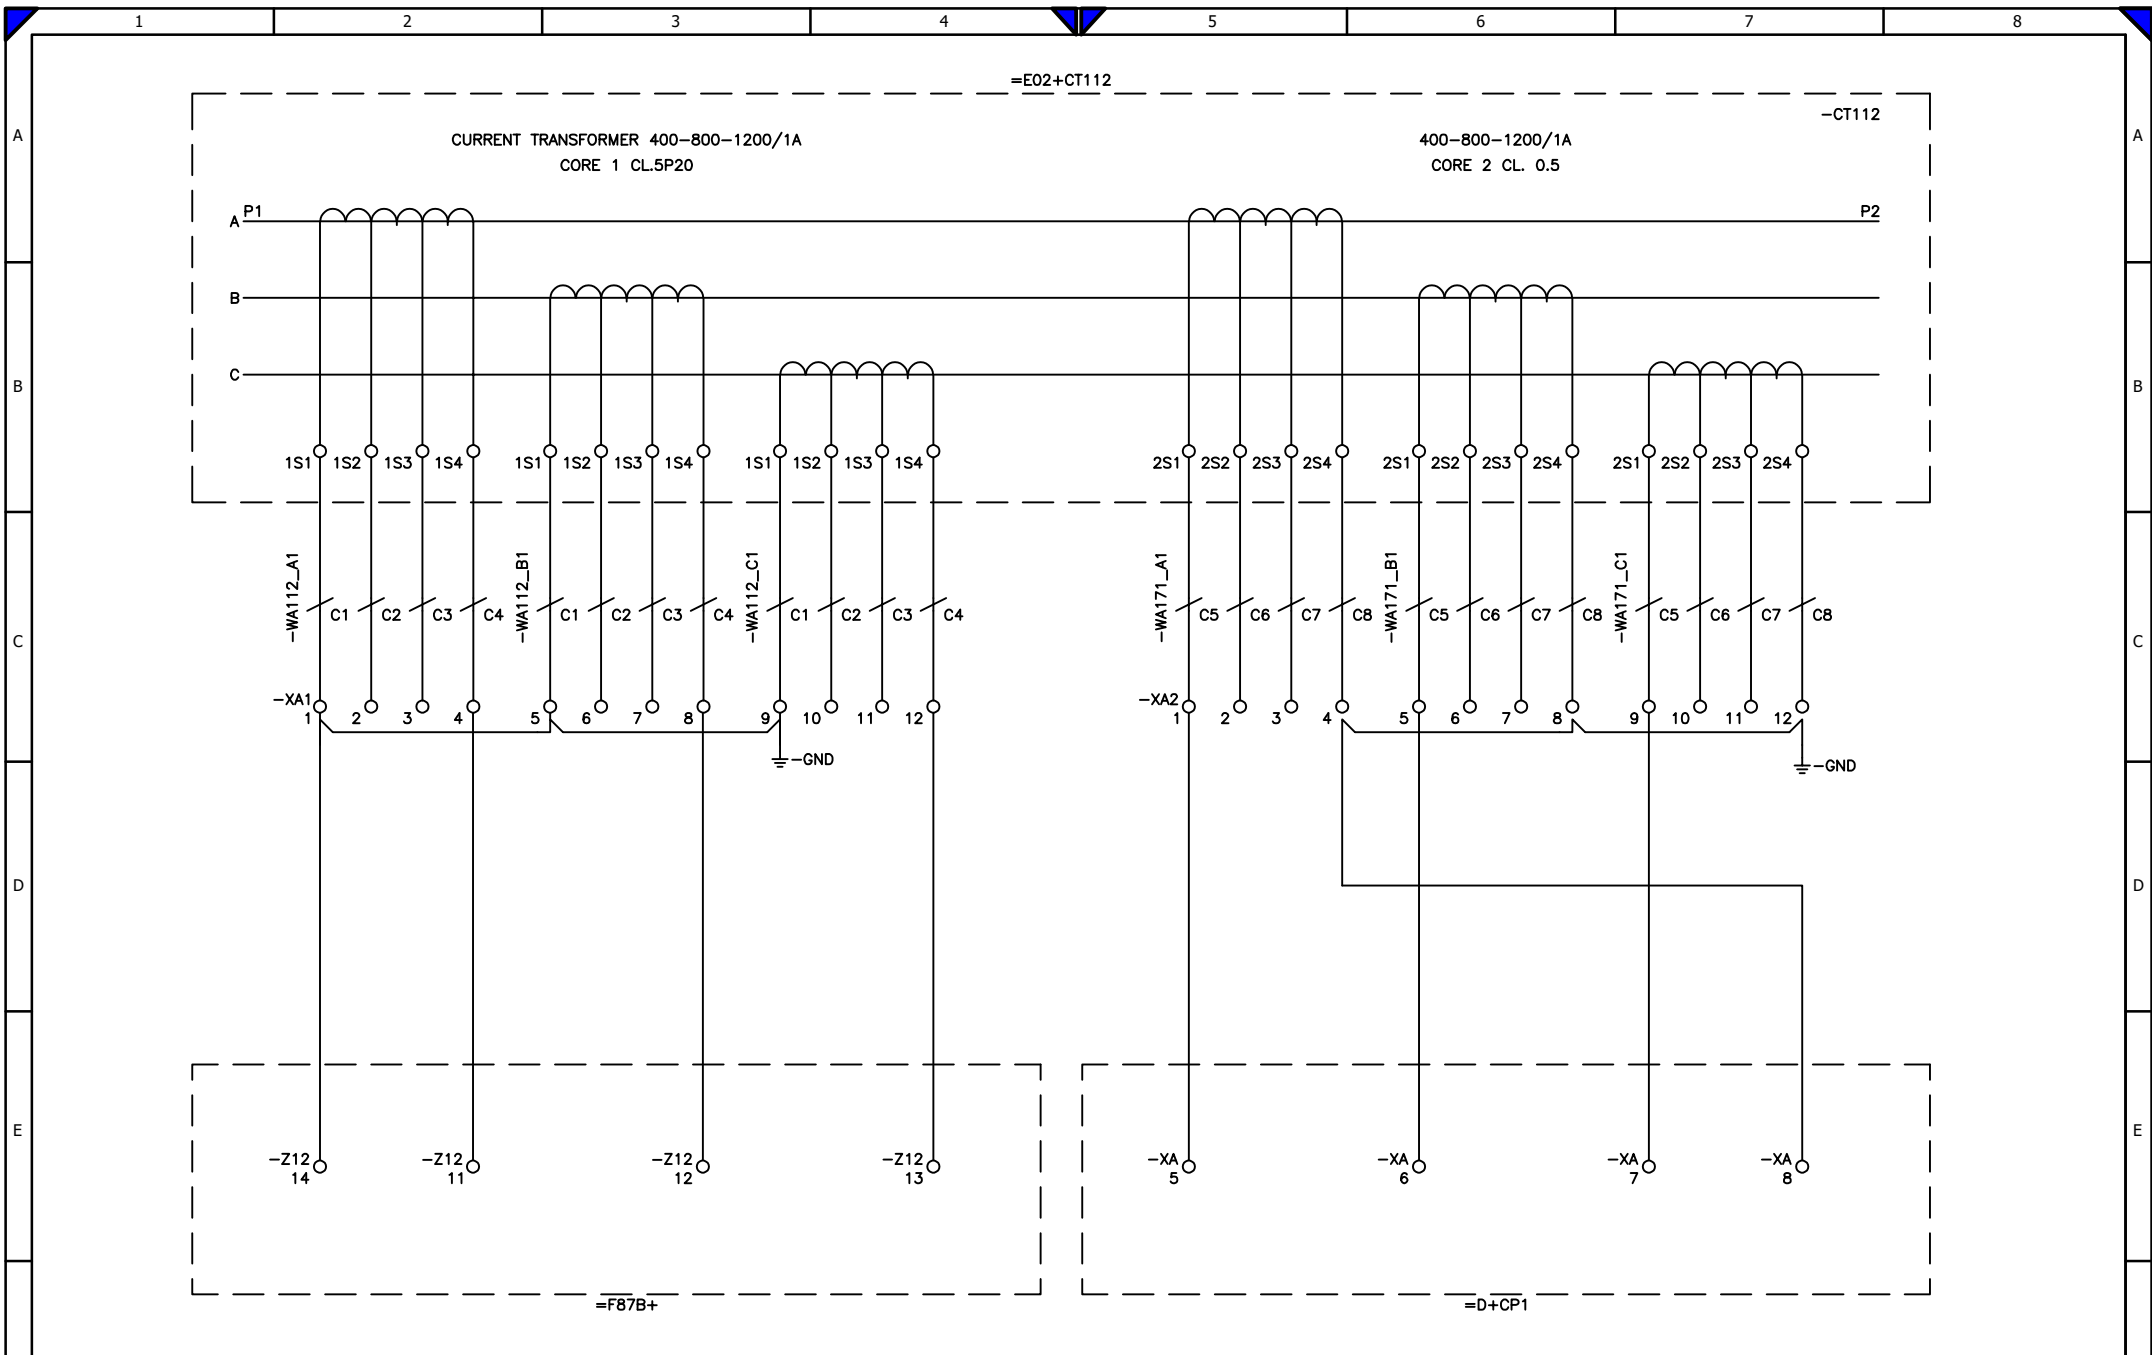 1 2 3 4 5 6 7 8
=E02+CT112
-CT112
A A
CURRENT TRANSFORMER 400-800-1200/1A
CORE 1 CL.5P20
400-800-1200/1A
CORE 2 CL. 0.5
A P1 P2
B
C
B B
1S1 1S2 1S3 1S4 1S1 1S2 1S3 1S4 1S1 1S2 1S3 1S4 2S1 2S2 2S3 2S4 2S1 2S2 2S3 2S4 2S1 2S2 2S3 2S4
-WA112_A1 C1 C2 C3 C4 -WA112_B1 C1 C2 C3 C4 -WA112_C1 C1 C2 C3 C4 -WA171_A1 C5 C6 C7 C8 -WA171_B1 C5 C6 C7 C8 -WA171_C1 C5 C6 C7 C8
C C
-XA1 -XA2
1 2 3 4 5 6 7 8 9 10 11 12 1 2 3 4 5 6 7 8 9 10 11 12
-GND -GND
D D
E E
-Z12 -Z12 -Z12 -Z12 -XA -XA -XA -XA
14 11 12 13 5 6 7 8
=F87B+ =D+CP1